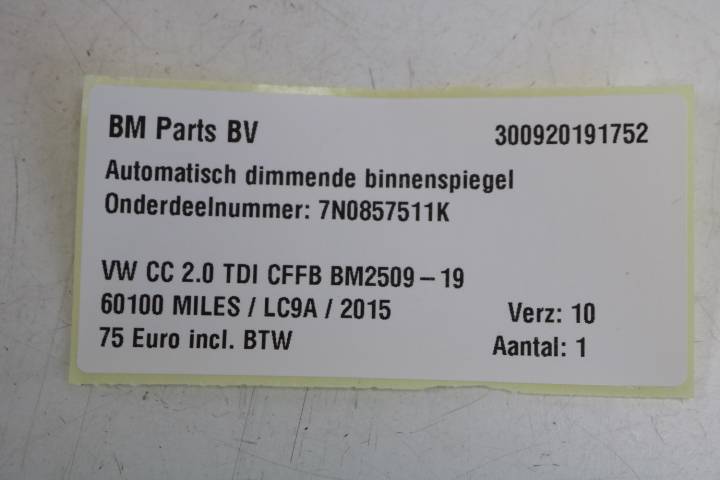 BM Parts BV 300920191752
Automatisch dimmende binnenspiegel
Onderdeelnummer: 7N0857511K
VW CC 2.0 TDI CFFB BM2509 – 19
60100 MILES / LC9A / 2015 Verz: 10
75 Euro incl. BTW Aantal: 1